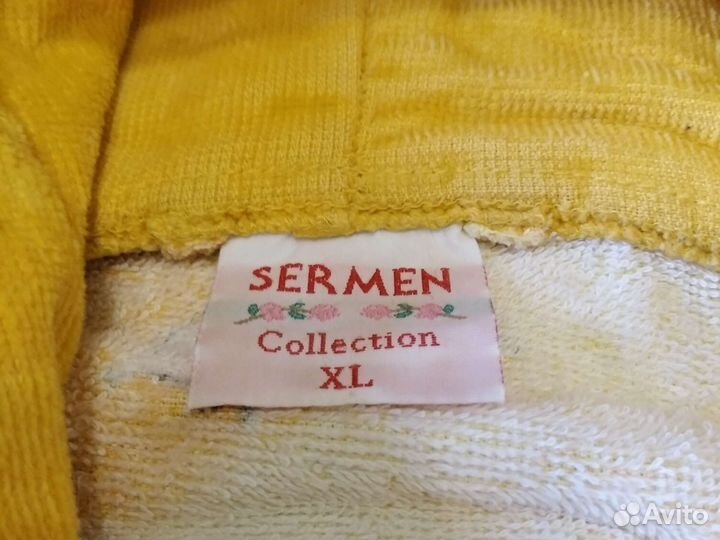 SERMEN
Collection
XL
Avito